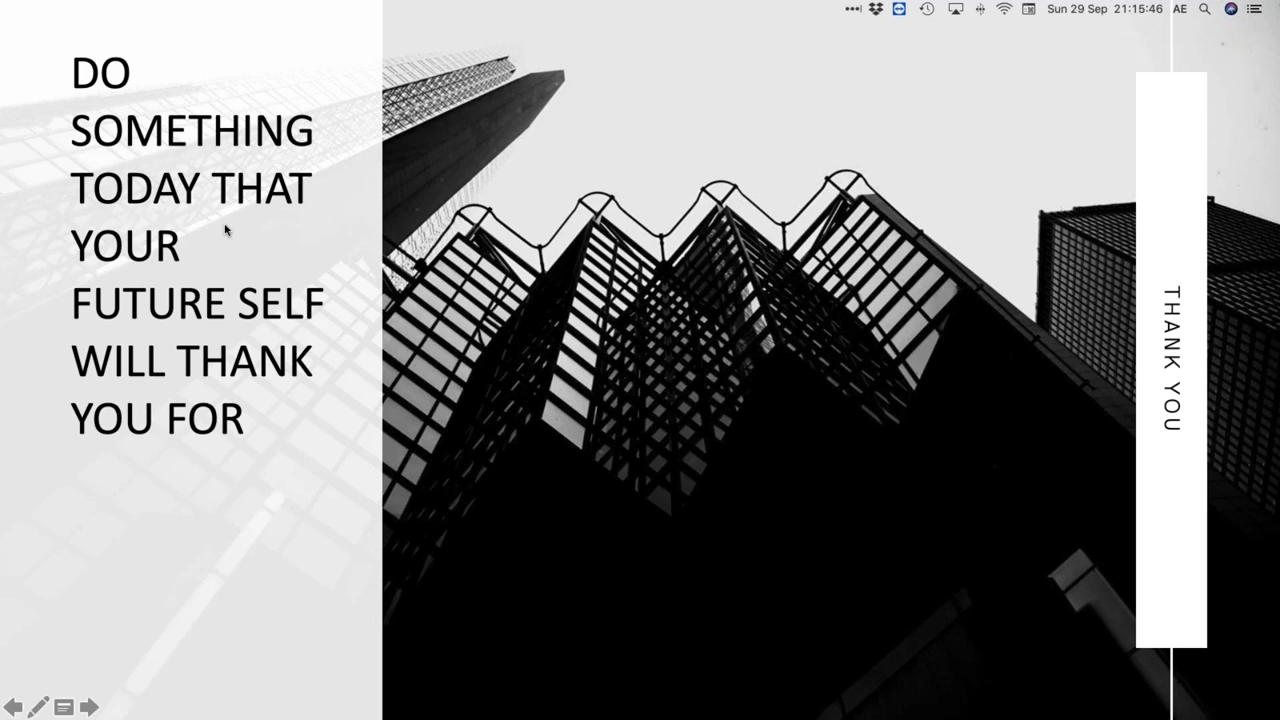 Sun 29 Sep 21:15:46 AE
DO
SOMETHING
TODAY THAT
YOUR
FUTURE SELF
WILL THANK
YOU FOR
THANK YOU